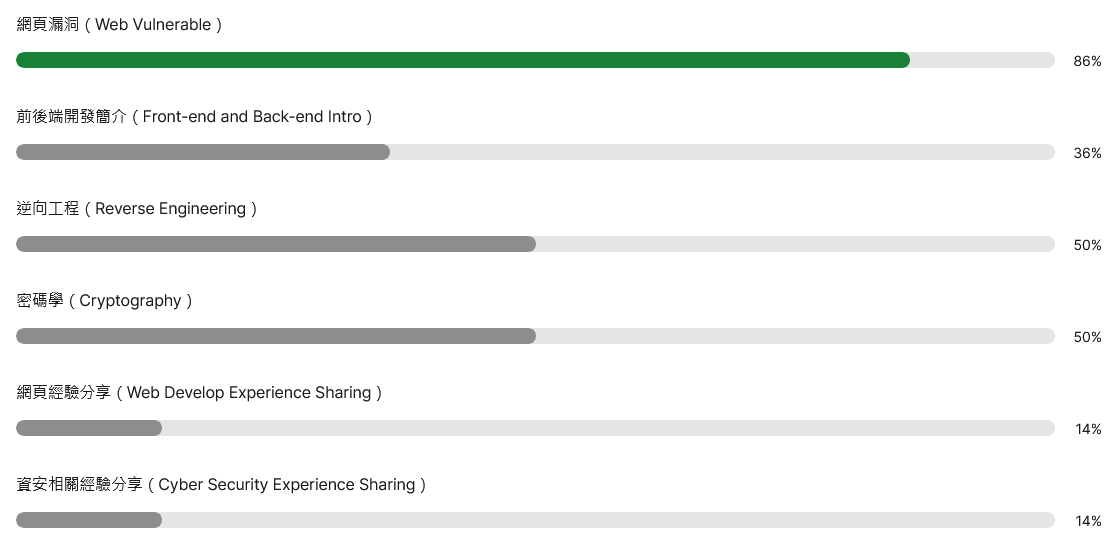 網頁漏洞 ( Web Vulnerable )
86%
前後端開發簡介 ( Front-end and Back-end Intro )
36%
逆向工程 ( Reverse Engineering )
50%
密碼學 ( Cryptography )
50%
網頁經驗分享 ( Web Develop Experience Sharing )
14%
資安相關經驗分享 ( Cyber Security Experience Sharing )
14%